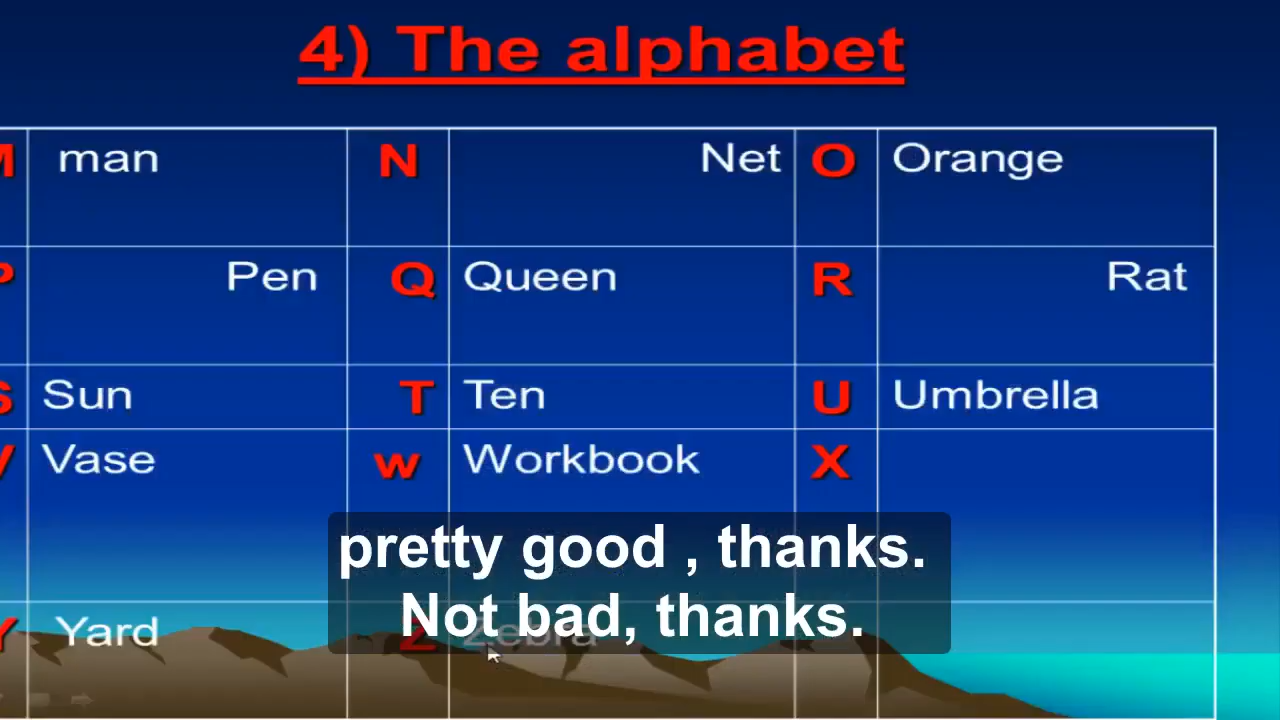 4) The alphabet
M man N Net O Orange
P Pen Q Queen R Rat
S Sun T Ten U Umbrella
V Vase w Workbook X
pretty good , thanks.
Not bad, thanks.
Y Yard Z Zebra